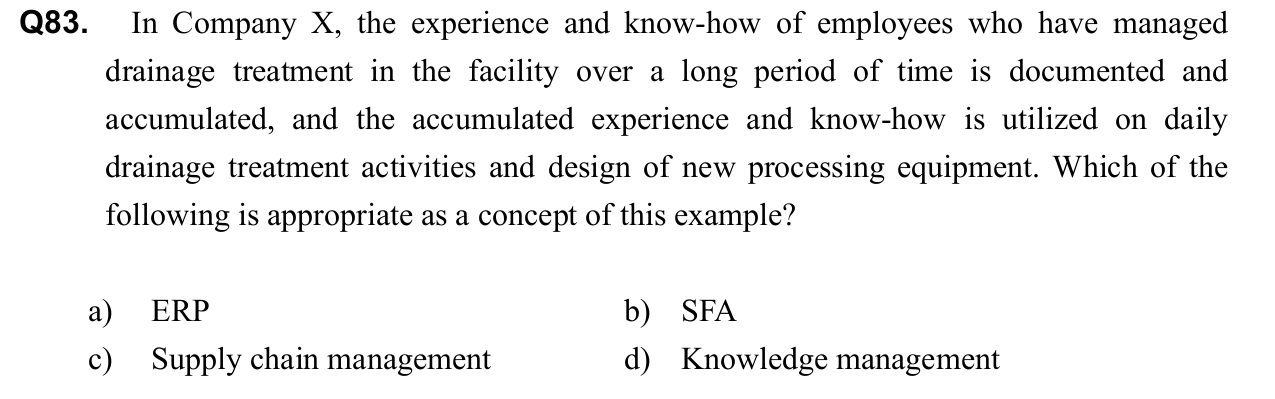 Q83. In Company X, the experience and know-how of employees who have managed
drainage treatment in the facility over a long period of time is documented and
accumulated, and the accumulated experience and know-how is utilized on daily
drainage treatment activities and design of new processing equipment. Which of the
following is appropriate as a concept of this example?
a) ERP b) SFA
c) Supply chain management d) Knowledge management